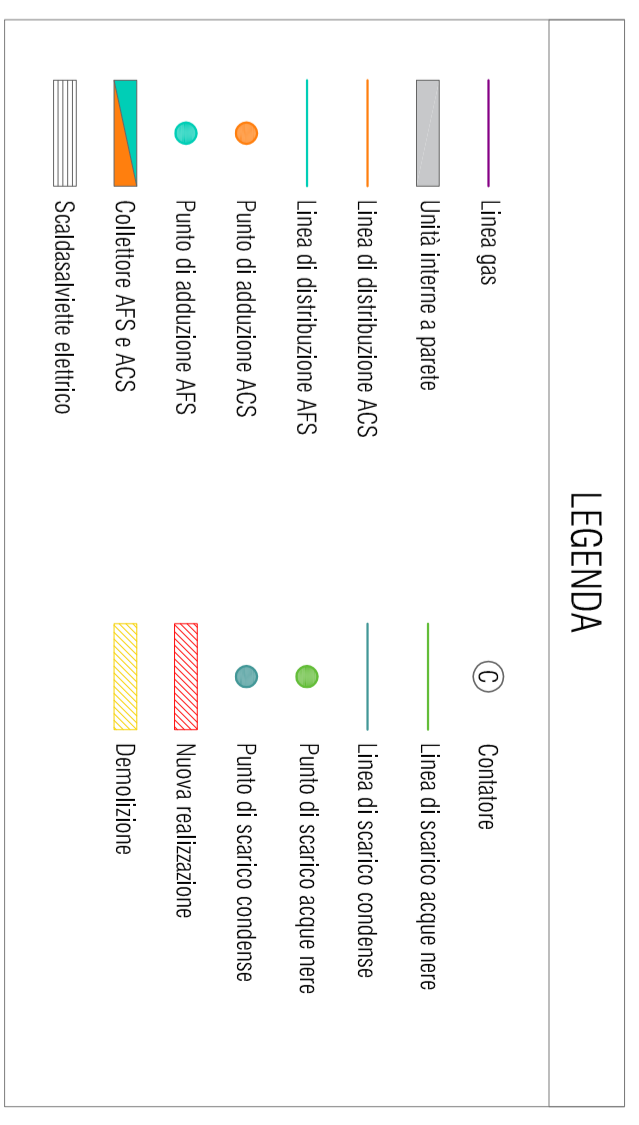 LEGENDA
Linea gas
Unità interne a parete
Linea di distribuzione ACS
Linea di distribuzione AFS
Punto di adduzione ACS
Punto di adduzione AFS
Collettore AFS e ACS
Scaldasalviette elettrico
C Contatore
Linea di scarico acque nere
Linea di scarico condense
Punto di scarico acque nere
Punto di scarico condense
Nuova realizzazione
Demolizione